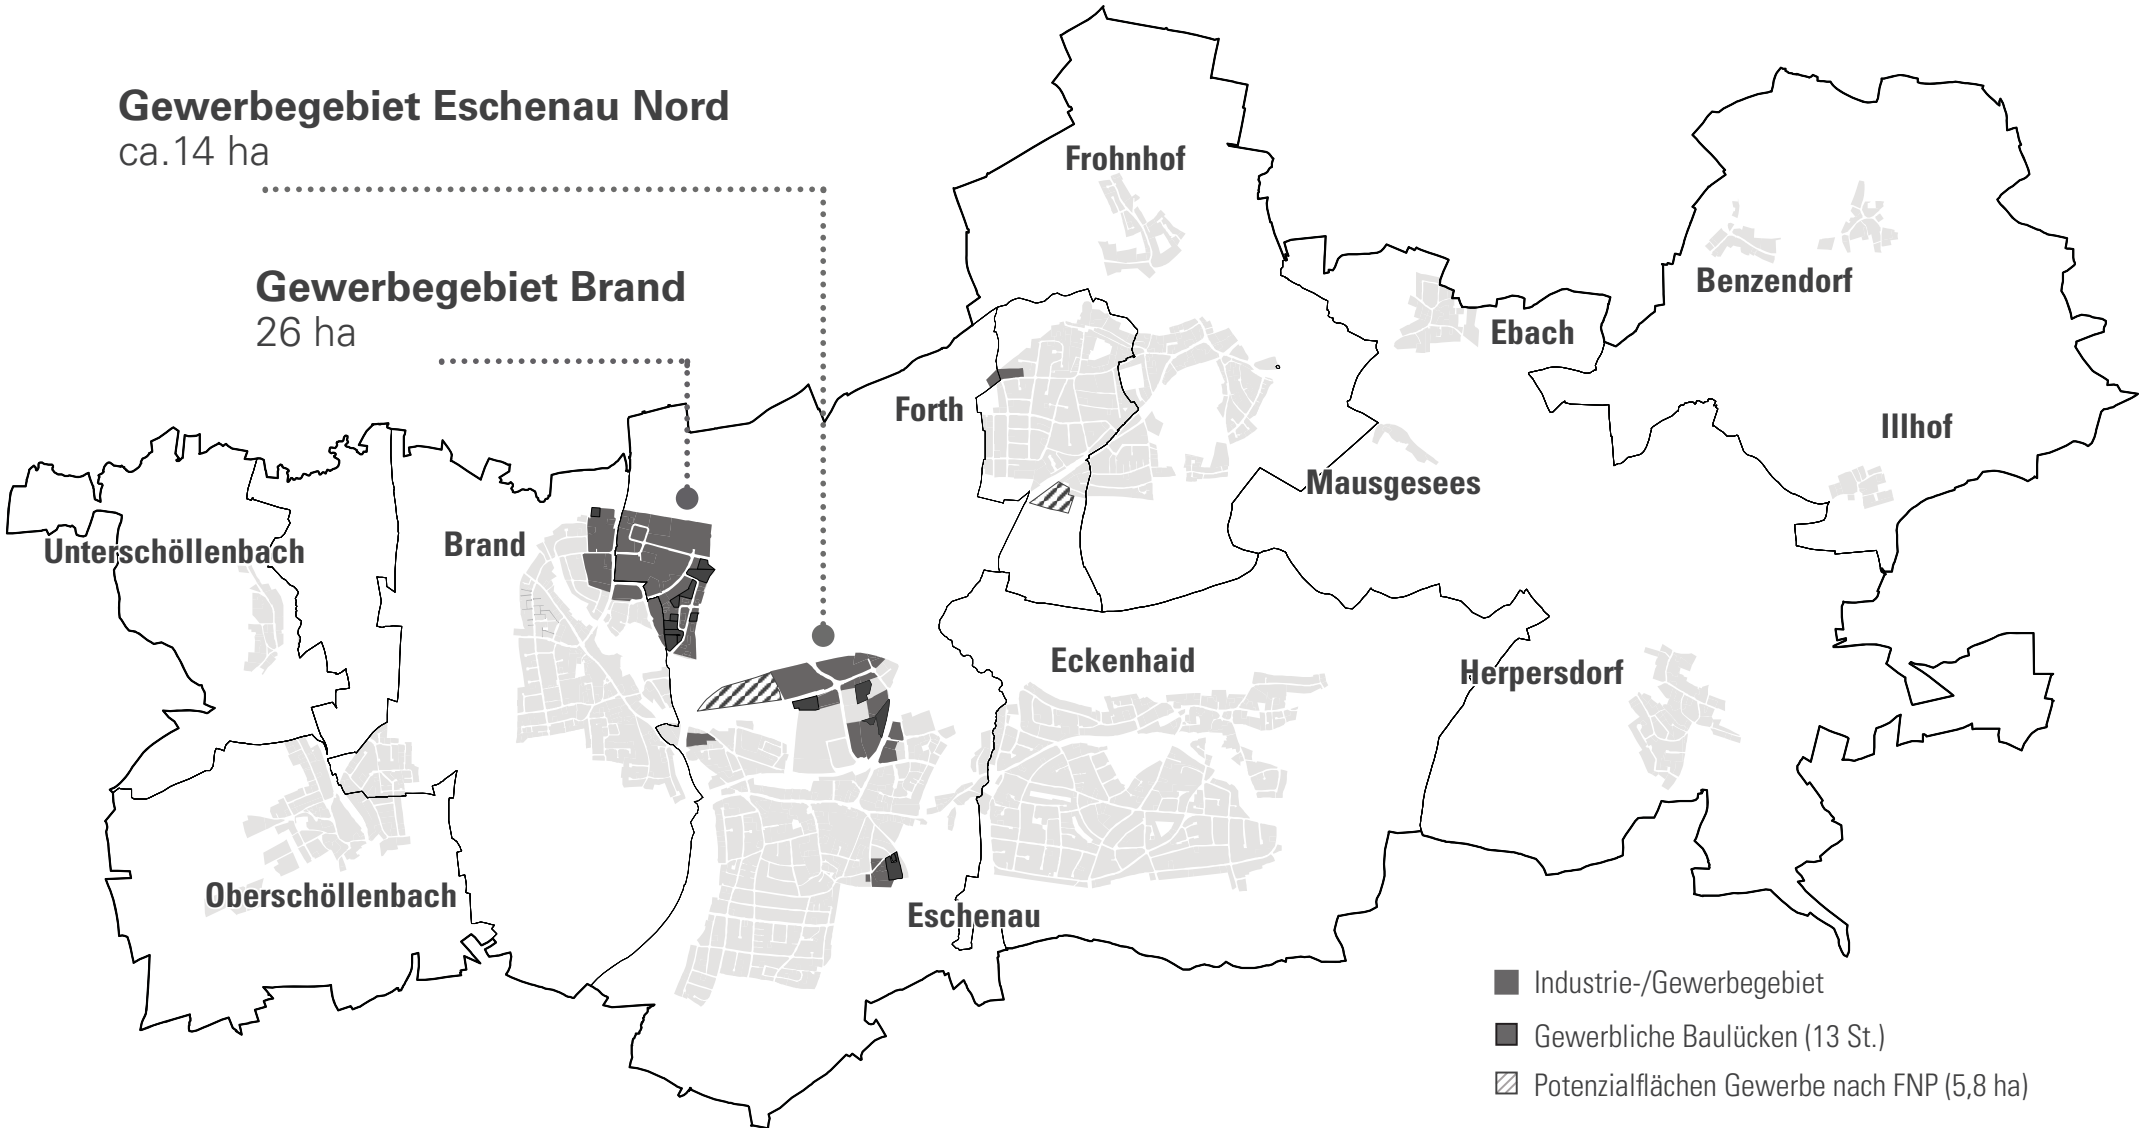 Gewerbegebiet Eschenau Nord
ca.14 ha
Gewerbegebiet Brand
26 ha
Frohnhof
Benzendorf
Ebach
Forth
Illhof
Mausgesees
Brand
Unterschöllenbach
Eckenhaid
Herpersdorf
Oberschöllenbach
Eschenau
Industrie-/Gewerbegebiet
Gewerbliche Baulücken (13 St.)
Potenzialflächen Gewerbe nach FNP (5,8 ha)